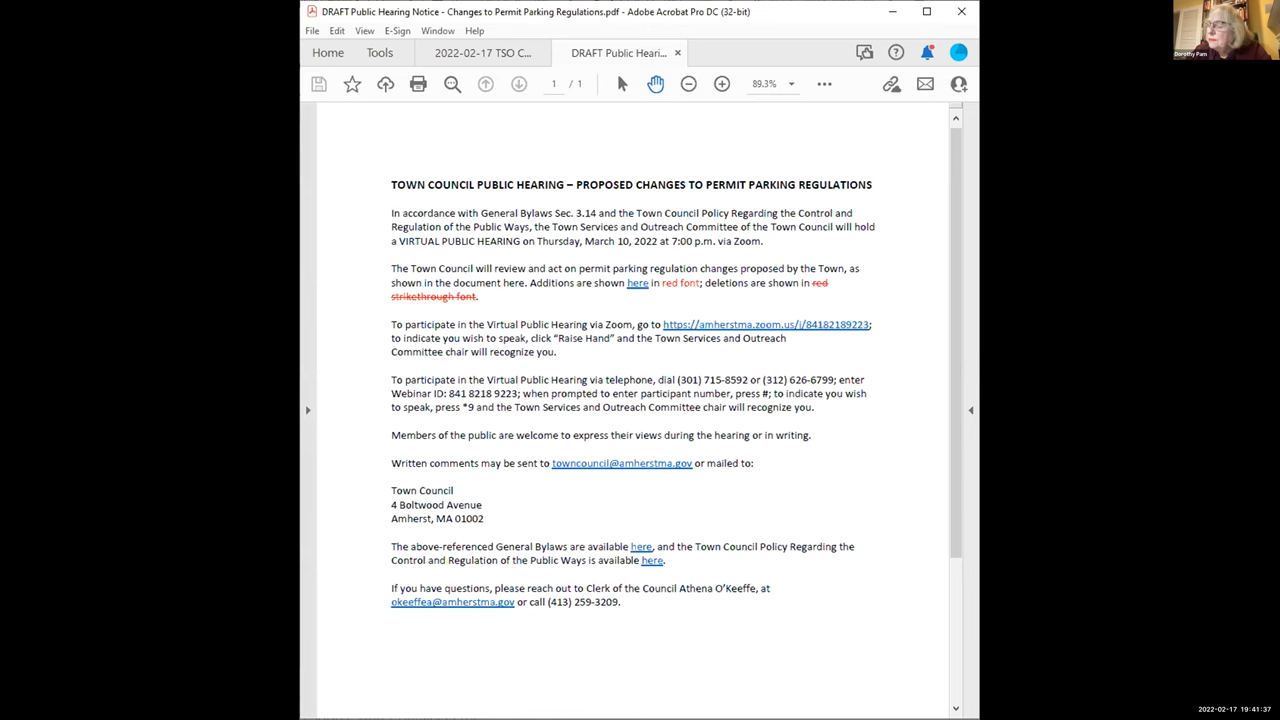 DRAFT Public Hearing Notice - Changes to Permit Parking Regulations.pdf - Adobe Acrobat Pro DC (32-bit)
File Edit View E-Sign Window Help
Home Tools 2022-02-17 TSO C... DRAFT Public Heari... ×
1 / 1 89.3%
TOWN COUNCIL PUBLIC HEARING – PROPOSED CHANGES TO PERMIT PARKING REGULATIONS
In accordance with General Bylaws Sec. 3.14 and the Town Council Policy Regarding the Control and
Regulation of the Public Ways, the Town Services and Outreach Committee of the Town Council will hold
a VIRTUAL PUBLIC HEARING on Thursday, March 10, 2022 at 7:00 p.m. via Zoom.
The Town Council will review and act on permit parking regulation changes proposed by the Town, as
shown in the document here. Additions are shown here in red font; deletions are shown in red
strikethrough font.
To participate in the Virtual Public Hearing via Zoom, go to https://amherstma.zoom.us/j/84182189223;
to indicate you wish to speak, click “Raise Hand” and the Town Services and Outreach
Committee chair will recognize you.
To participate in the Virtual Public Hearing via telephone, dial (301) 715-8592 or (312) 626-6799; enter
Webinar ID: 841 8218 9223; when prompted to enter participant number, press #; to indicate you wish
to speak, press *9 and the Town Services and Outreach Committee chair will recognize you.
Members of the public are welcome to express their views during the hearing or in writing.
Written comments may be sent to towncouncil@amherstma.gov or mailed to:
Town Council
4 Boltwood Avenue
Amherst, MA 01002
The above-referenced General Bylaws are available here, and the Town Council Policy Regarding the
Control and Regulation of the Public Ways is available here.
If you have questions, please reach out to Clerk of the Council Athena O’Keeffe, at
okeeffea@amherstma.gov or call (413) 259-3209.
Dorothy Pam
2022-02-17 19:41:37